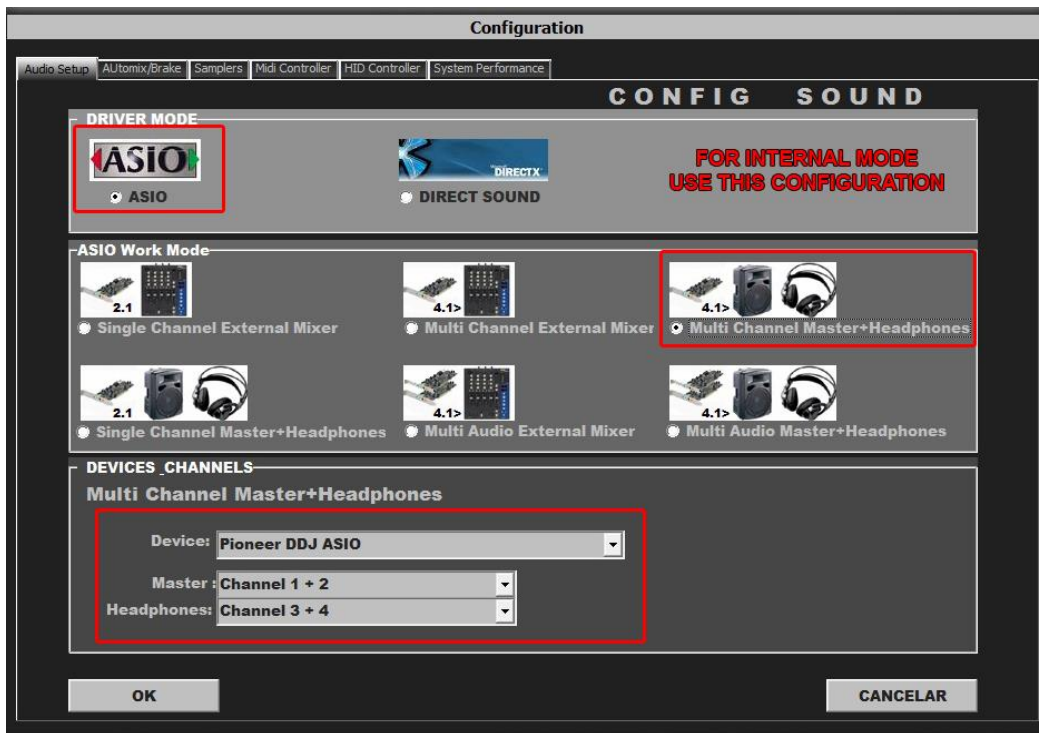 Configuration
Audio Setup AUtomix/Brake Samplers Midi Controller HID Controller System Performance
CONFIG SOUND
DRIVER MODE
ASIO
DIRECTX
FOR INTERNAL MODE
USE THIS CONFIGURATION
ASIO DIRECT SOUND
ASIO Work Mode
2.1 4.1> 4.1>
Single Channel External Mixer Multi Channel External Mixer Multi Channel Master+Headphones
2.1 4.1> 4.1>
Single Channel Master+Headphones Multi Audio External Mixer Multi Audio Master+Headphones
DEVICES_CHANNELS
Multi Channel Master+Headphones
Device: Pioneer DDJ ASIO
Master : Channel 1 + 2
Headphones: Channel 3 + 4
OK CANCELAR